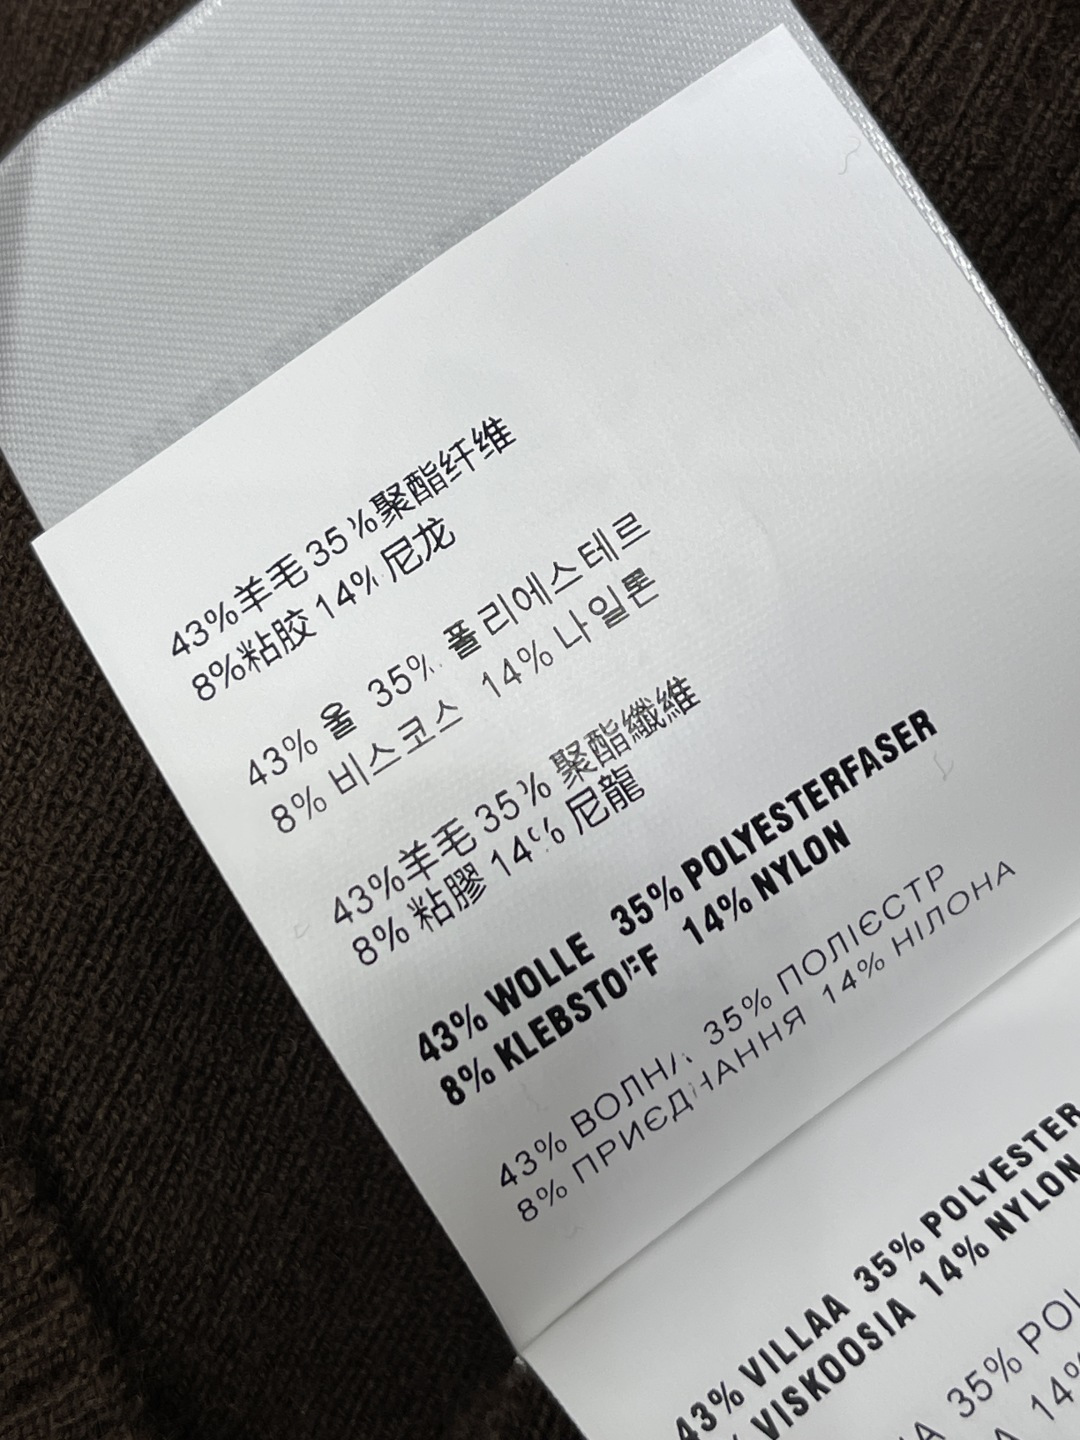 43%羊毛 35%聚酯纤维
8%粘胶 14% 尼龙
43% 울 35% 폴리에스테르
8% 비스코스 14% 나일론
43%羊毛 35% 聚酯纖維
8% 粘膠 14% 尼龍
43% WOLLE 35% POLYESTERFASER
8% KLEBSTOFF 14% NYLON
43% ВОЛНА 35% ПОЛІЄСТР
8% ПРИЄДНАННЯ 14% НІЛОНА
43% VILLAA 35% POLYESTER
VISKOOSIA 14% NYLON
35%
14%